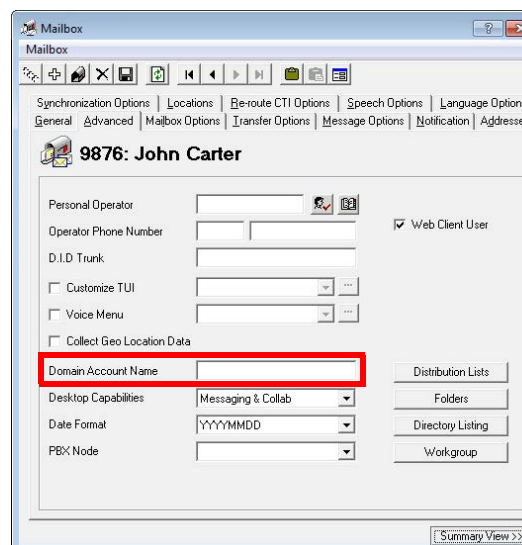 Mailbox
Mailbox
Synchronization Options Locations Re-route CTI Options Speech Options Language Option
General Advanced Mailbox Options Transfer Options Message Options Notification Addresse
9876: John Carter
Personal Operator
Operator Phone Number Web Client User
D.I.D Trunk
Customize TUI ...
Voice Menu ...
Collect Geo Location Data
Domain Account Name Distribution Lists
Desktop Capabilities Messaging & Collab Folders
Date Format YYYYMMDD Directory Listing
PBX Node Workgroup
Summary View >>